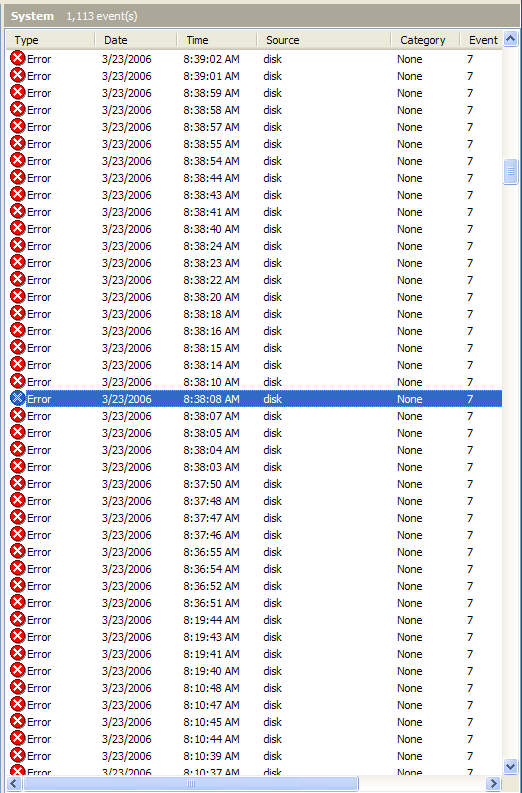 System 1,113 event(s)
Type Date Time Source Category Event
Error 3/23/2006 8:39:02 AM disk None 7
Error 3/23/2006 8:39:01 AM disk None 7
Error 3/23/2006 8:38:59 AM disk None 7
Error 3/23/2006 8:38:58 AM disk None 7
Error 3/23/2006 8:38:57 AM disk None 7
Error 3/23/2006 8:38:55 AM disk None 7
Error 3/23/2006 8:38:54 AM disk None 7
Error 3/23/2006 8:38:44 AM disk None 7
Error 3/23/2006 8:38:43 AM disk None 7
Error 3/23/2006 8:38:41 AM disk None 7
Error 3/23/2006 8:38:40 AM disk None 7
Error 3/23/2006 8:38:24 AM disk None 7
Error 3/23/2006 8:38:23 AM disk None 7
Error 3/23/2006 8:38:22 AM disk None 7
Error 3/23/2006 8:38:20 AM disk None 7
Error 3/23/2006 8:38:18 AM disk None 7
Error 3/23/2006 8:38:16 AM disk None 7
Error 3/23/2006 8:38:15 AM disk None 7
Error 3/23/2006 8:38:14 AM disk None 7
Error 3/23/2006 8:38:10 AM disk None 7
Error 3/23/2006 8:38:08 AM disk None 7
Error 3/23/2006 8:38:07 AM disk None 7
Error 3/23/2006 8:38:05 AM disk None 7
Error 3/23/2006 8:38:04 AM disk None 7
Error 3/23/2006 8:38:03 AM disk None 7
Error 3/23/2006 8:37:50 AM disk None 7
Error 3/23/2006 8:37:48 AM disk None 7
Error 3/23/2006 8:37:47 AM disk None 7
Error 3/23/2006 8:37:46 AM disk None 7
Error 3/23/2006 8:36:55 AM disk None 7
Error 3/23/2006 8:36:54 AM disk None 7
Error 3/23/2006 8:36:52 AM disk None 7
Error 3/23/2006 8:36:51 AM disk None 7
Error 3/23/2006 8:19:44 AM disk None 7
Error 3/23/2006 8:19:43 AM disk None 7
Error 3/23/2006 8:19:41 AM disk None 7
Error 3/23/2006 8:19:40 AM disk None 7
Error 3/23/2006 8:10:48 AM disk None 7
Error 3/23/2006 8:10:47 AM disk None 7
Error 3/23/2006 8:10:45 AM disk None 7
Error 3/23/2006 8:10:44 AM disk None 7
Error 3/23/2006 8:10:39 AM disk None 7
Error 3/23/2006 8:10:37 AM disk None 7